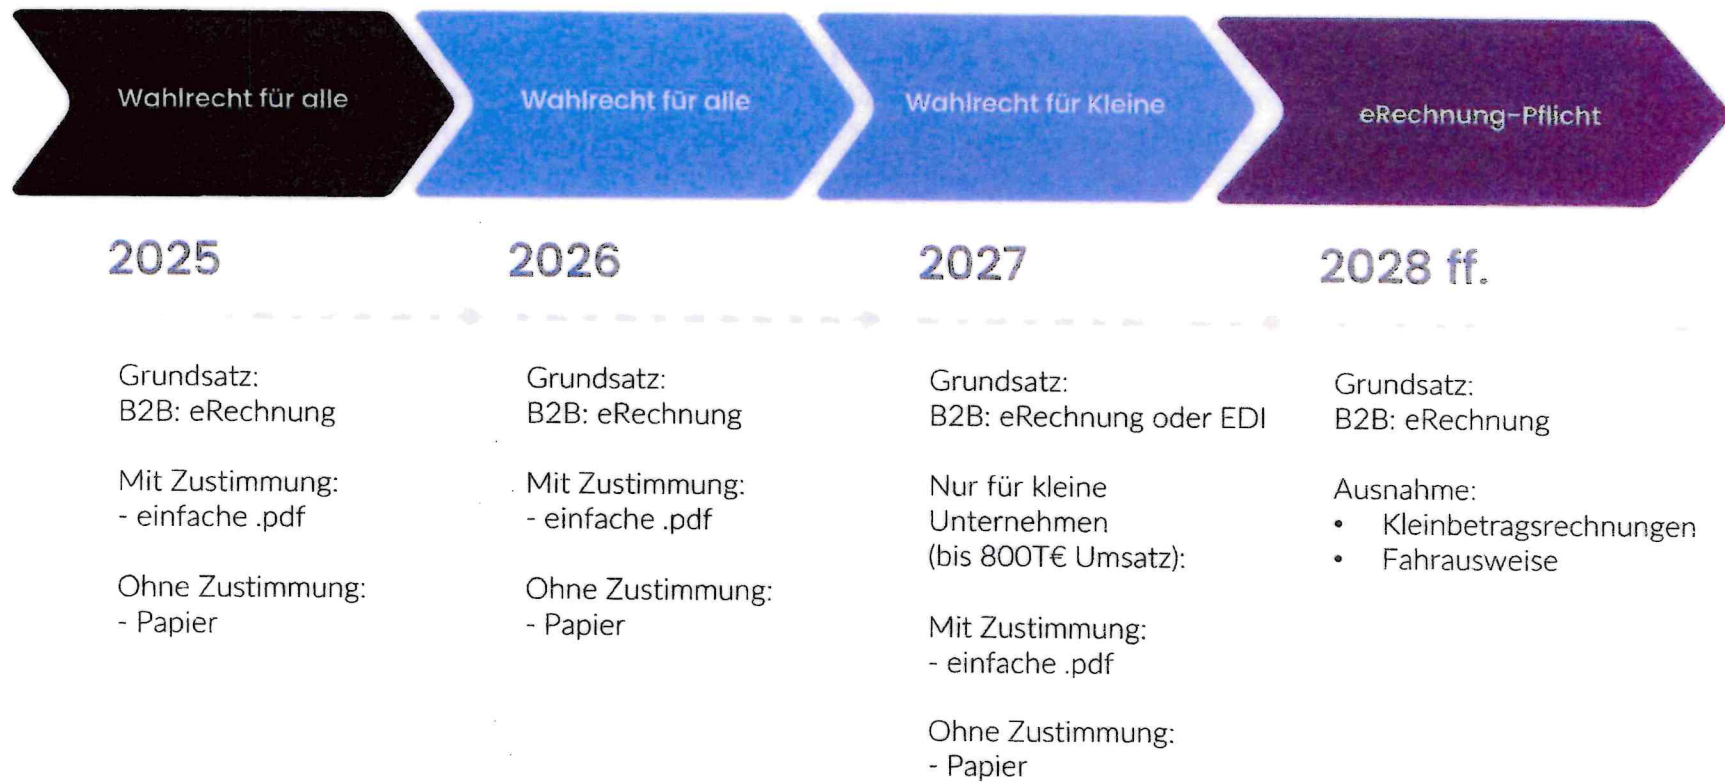 Wahlrecht für alle
Wahlrecht für alle
Wahlrecht für Kleine
eRechnung-Pflicht
2025
2026
2027
2028 ff.
Grundsatz:
B2B: eRechnung
Mit Zustimmung:
- einfache .pdf
Ohne Zustimmung:
- Papier
Grundsatz:
B2B: eRechnung
Mit Zustimmung:
- einfache .pdf
Ohne Zustimmung:
- Papier
Grundsatz:
B2B: eRechnung oder EDI
Nur für kleine
Unternehmen
(bis 800T€ Umsatz):
Mit Zustimmung:
- einfache .pdf
Ohne Zustimmung:
- Papier
Grundsatz:
B2B: eRechnung
Ausnahme:
• Kleinbetragsrechnungen
• Fahrausweise